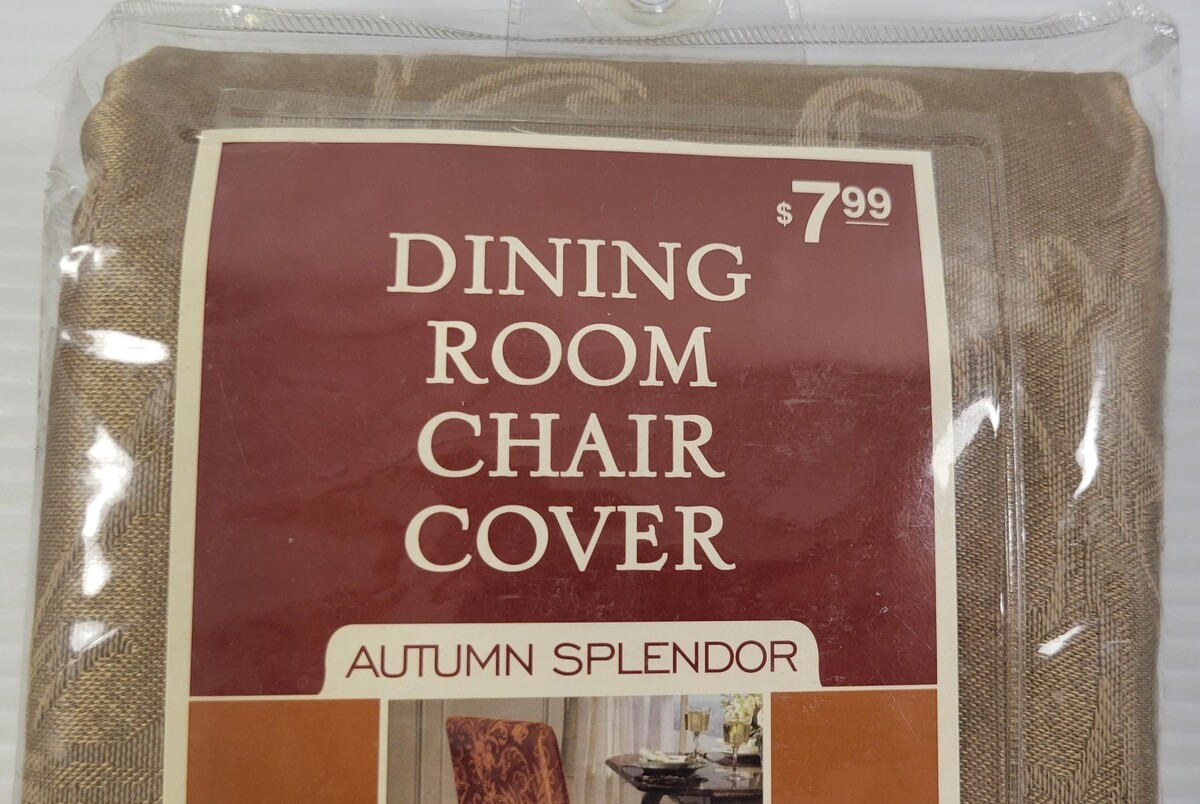 $7.99
DINING
ROOM
CHAIR
COVER
AUTUMN SPLENDOR